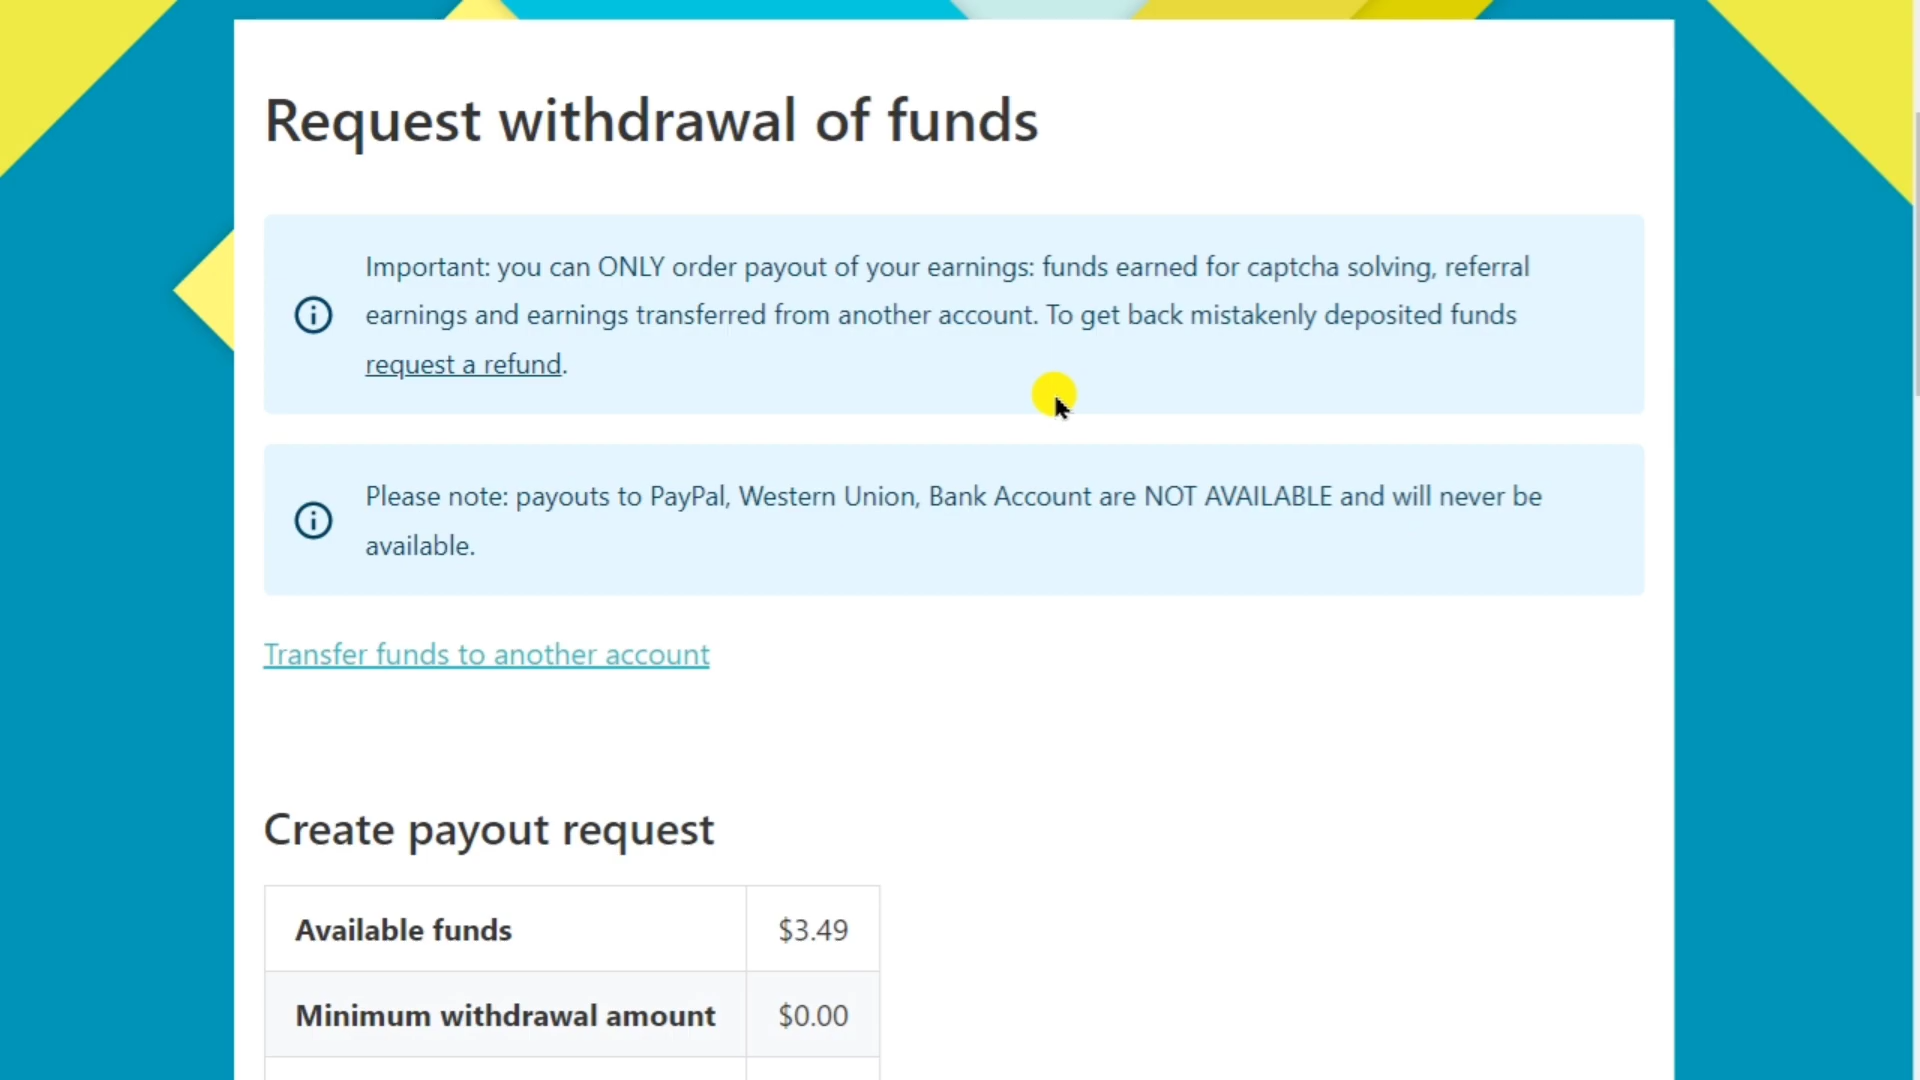 Request withdrawal of funds
Important: you can ONLY order payout of your earnings: funds earned for captcha solving, referral
earnings and earnings transferred from another account. To get back mistakenly deposited funds
request a refund.
Please note: payouts to PayPal, Western Union, Bank Account are NOT AVAILABLE and will never be
available.
Transfer funds to another account
Create payout request
Available funds $3.49
Minimum withdrawal amount $0.00